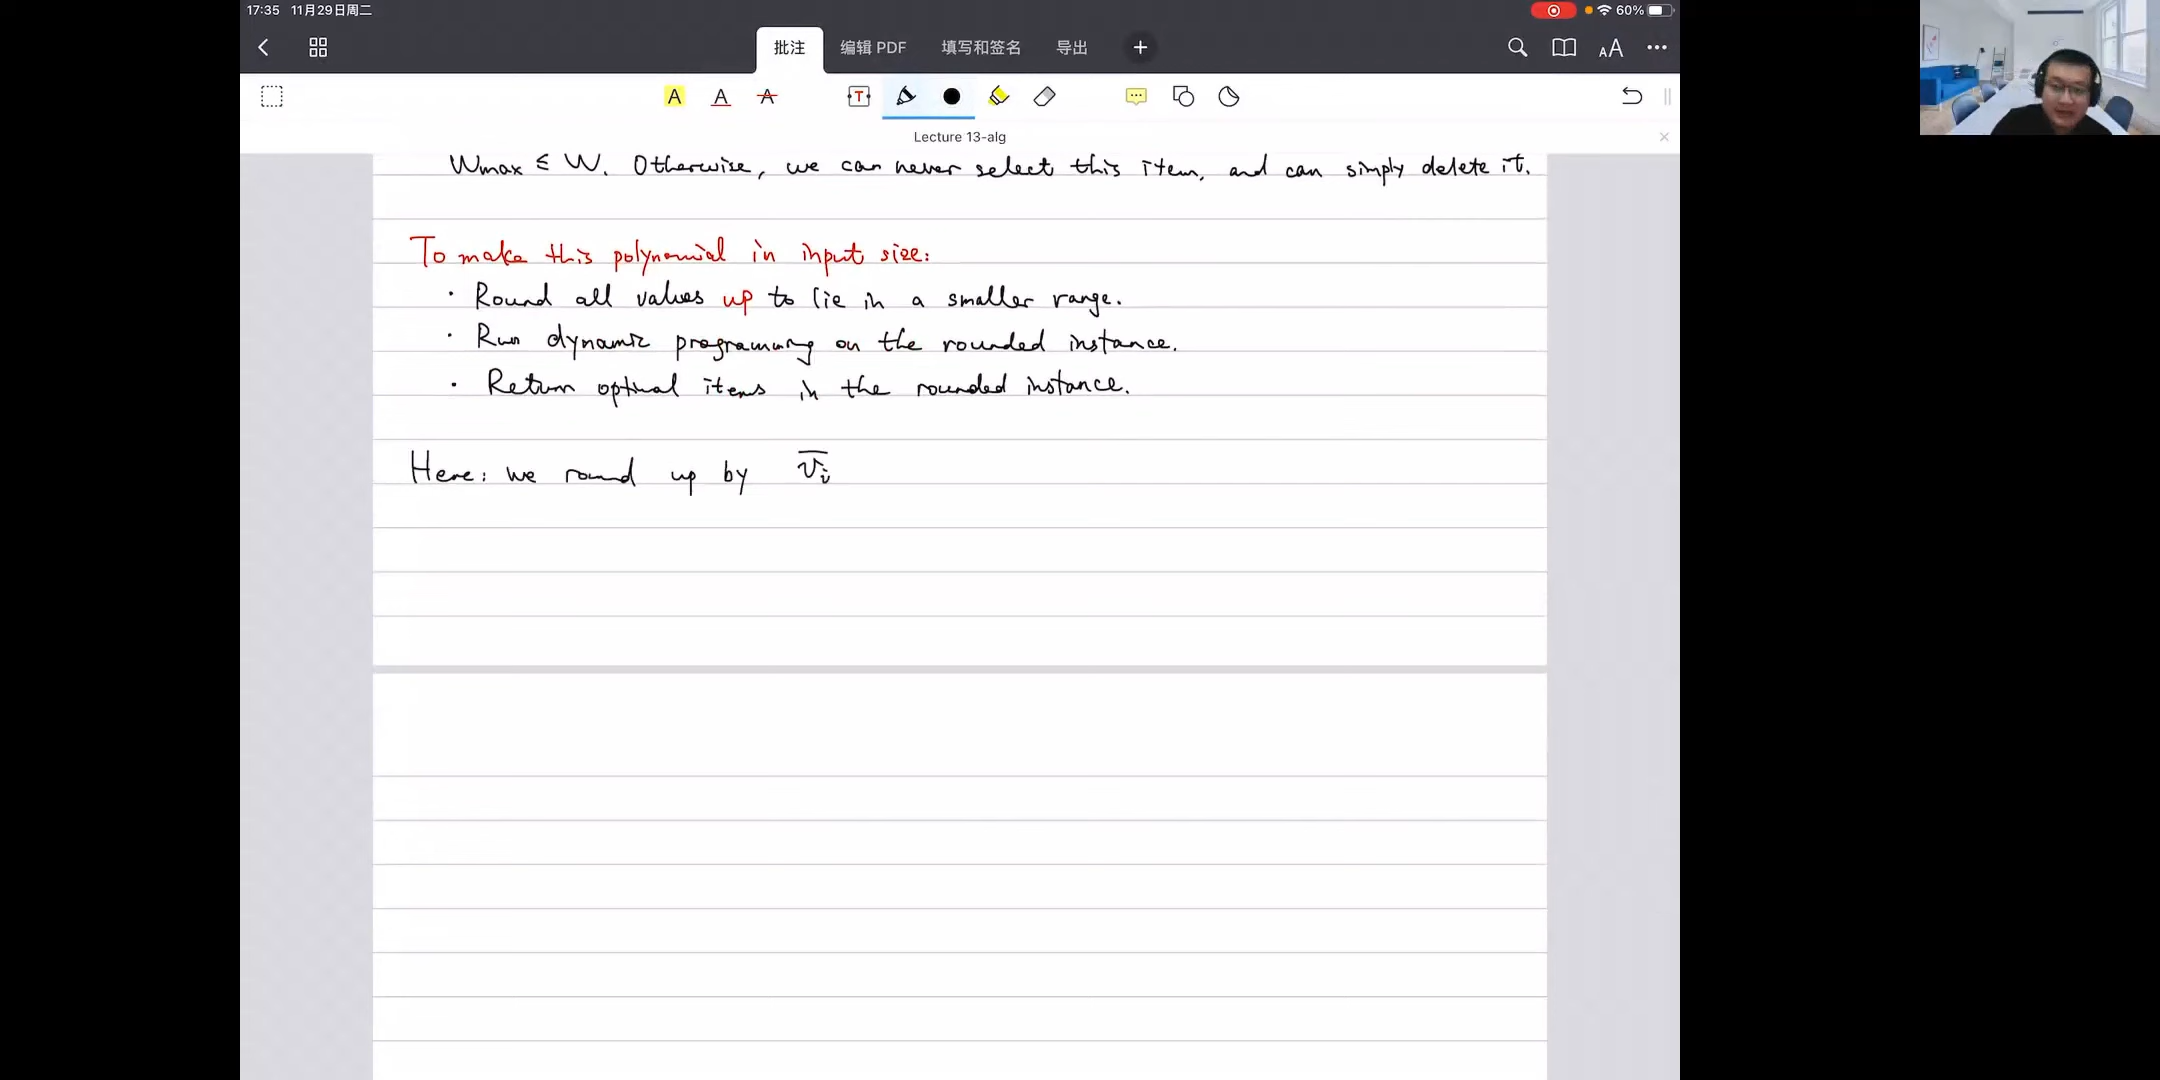 17:35 11月29日周二
60%
批注 编辑 PDF 填写和签名 导出
AA
A A A T
Lecture 13-alg
Wmax ≤ W. Otherwise, we can never select this item, and can simply delete it.
To make this polynomial in input size:
· Round all values up to lie in a smaller range.
· Run dynamic programming on the rounded instance.
· Return optimal items in the rounded instance.
Here: we round up by v̅ᵢ